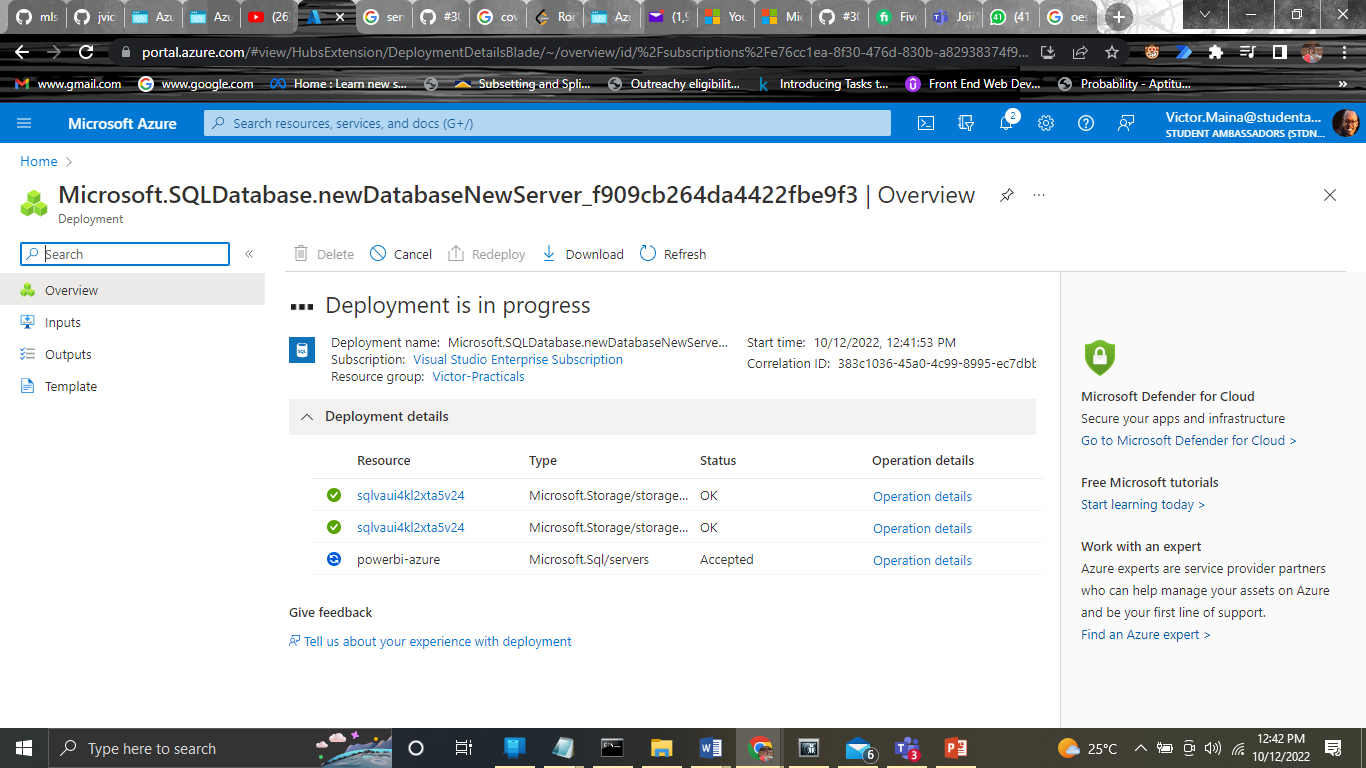 mls
jvic
Azu
Azu
(26
ser
#30
cov
Ro
Azu
(1,9
You
Mic
#30
Five
Joi
(41
oes
portal.azure.com/#view/HubsExtension/DeploymentDetailsBlade/~/overview/id/%2Fsubscriptions%2Fe76cc1ea-8f30-476d-830b-a82938374f9...
www.gmail.com
www.google.com
Home : Learn new s...
Subsetting and Spli...
Outreachy eligibilit...
Introducing Tasks t...
Front End Web Dev...
Probability - Aptitu...
»
Microsoft Azure
Search resources, services, and docs (G+/)
2
Victor.Maina@studenta...
STUDENT AMBASSADORS (STDN...
Home >
Microsoft.SQLDatabase.newDatabaseNewServer_f909cb264da4422fbe9f3 | Overview
...
Deployment
Search
«
Delete
Cancel
Redeploy
Download
Refresh
Overview
Inputs
Outputs
Template
Deployment is in progress
SQL
Deployment name: Microsoft.SQLDatabase.newDatabaseNewServe...
Subscription: Visual Studio Enterprise Subscription
Resource group: Victor-Practicals
Start time: 10/12/2022, 12:41:53 PM
Correlation ID: 383c1036-45a0-4c99-8995-ec7dbb
Deployment details
Resource Type Status Operation details
sqlvaui4kl2xta5v24 Microsoft.Storage/storage... OK Operation details
sqlvaui4kl2xta5v24 Microsoft.Storage/storage... OK Operation details
powerbi-azure Microsoft.Sql/servers Accepted Operation details
Give feedback
Tell us about your experience with deployment
Microsoft Defender for Cloud
Secure your apps and infrastructure
Go to Microsoft Defender for Cloud >
Free Microsoft tutorials
Start learning today >
Work with an expert
Azure experts are service provider partners
who can help manage your assets on Azure
and be your first line of support.
Find an Azure expert >
Type here to search
6
3
25°C
12:42 PM
10/12/2022